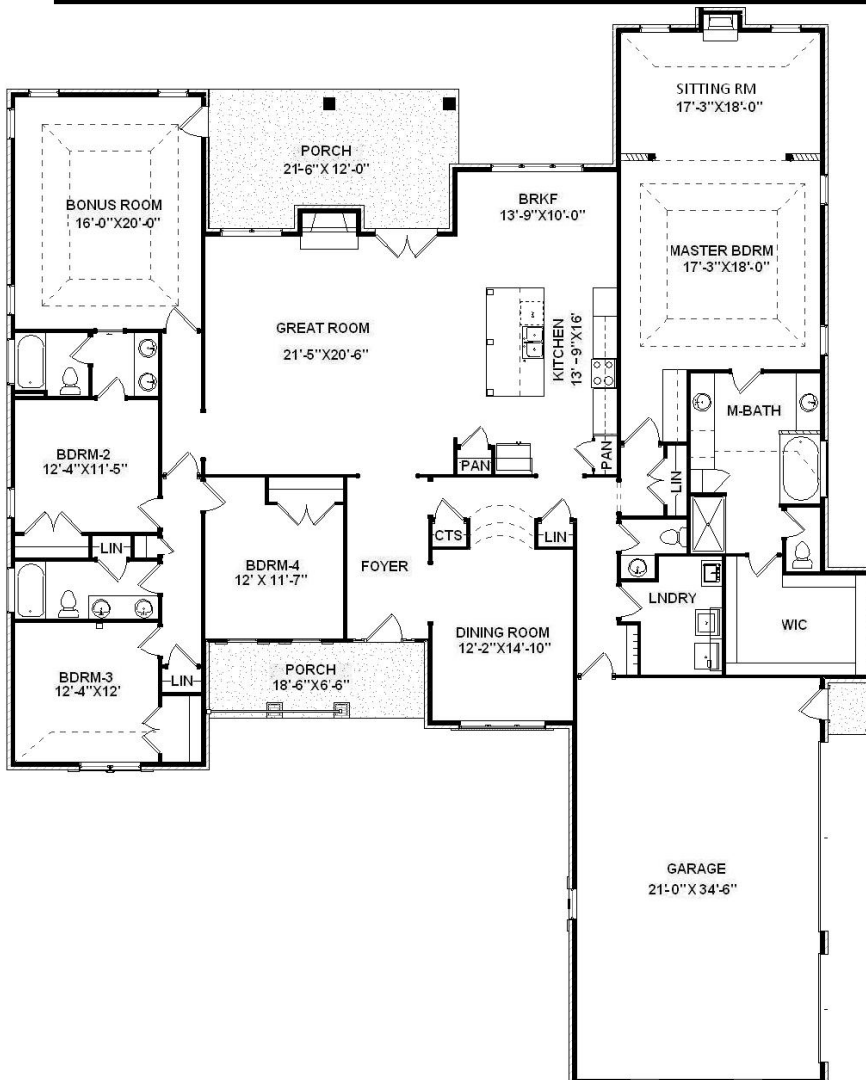 SITTING RM
17'-3"X18'-0"
PORCH
21'-6"X 12'-0"
BONUS ROOM
16'-0"X20'-0"
BRKF
13'-9"X10'-0"
MASTER BDRM
17'-3"X18'-0"
GREAT ROOM
21'-5"X20'-6"
KITCHEN
13'-9"X16'
M-BATH
BDRM-2
12'-4"X11'-5"
PAN
PAN
LIN
CTS
LIN
LIN
BDRM-4
12' X 11'-7"
FOYER
LNDRY
WIC
DINING ROOM
12'-2"X14'-10"
BDRM-3
12'-4"X12'
LIN
PORCH
18'-6"X6'-6"
GARAGE
21'-0"X 34'-6"